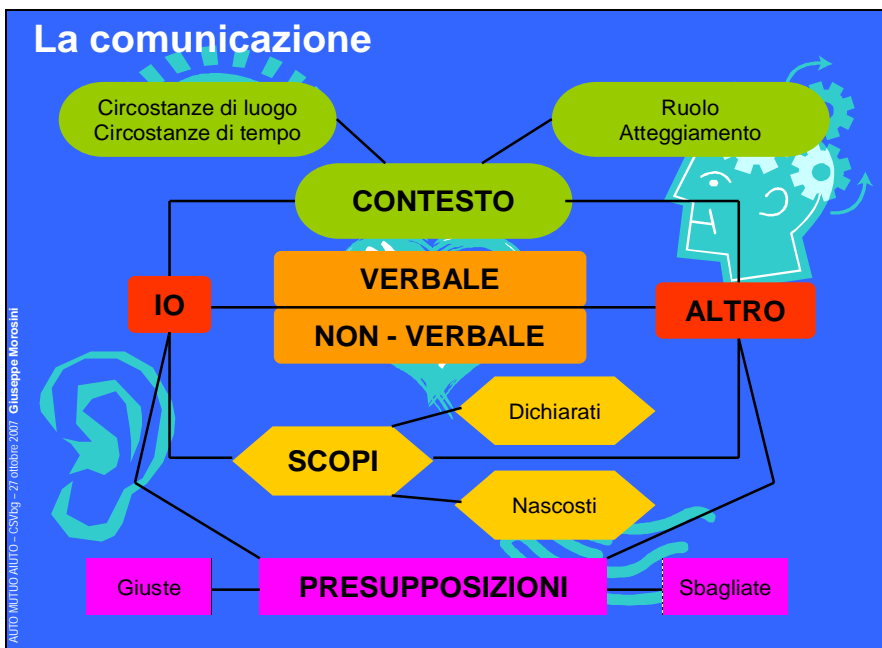 La comunicazione
Circostanze di luogo
Circostanze di tempo
Ruolo
Atteggiamento
CONTESTO
VERBALE
IO
ALTRO
NON - VERBALE
Dichiarati
SCOPI
Nascosti
Giuste
PRESUPPOSIZIONI
Sbagliate
AUTO MUTUO AIUTO – CSVbg – 27 ottobre 2007 Giuseppe Morosini